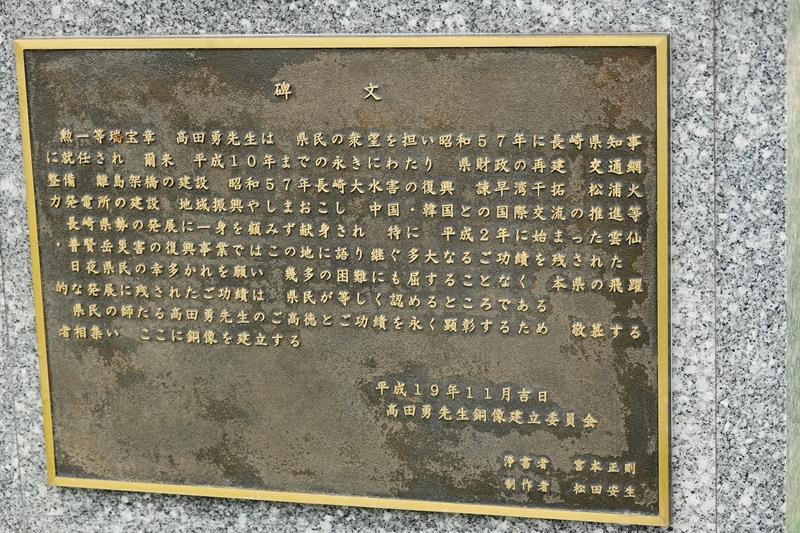 碑　文
勲一等瑞宝章　高田勇先生は　県民の衆望を担い昭和５７年に長崎県知事
に就任され　爾来　平成１０年までの永きにわたり　県財政の再建　交通網
整備　離島架橋の建設　昭和５７年長崎大水害の復興　諫早湾干拓　松浦火
力発電所の建設　地域振興やしまおこし　中国・韓国との国際交流の推進等
長崎県勢の発展に一身を顧みず献身され　特に　平成２年に始まった雲仙
・普賢岳災害の復興事業ではこの地に語り継ぐ多大なるご功績を残された
日夜県民の幸多かれを願い　幾多の困難にも屈することなく　本県の飛躍
的な発展に残されたご功績は　県民が等しく認めるところである
県民の師たる高田勇先生のご高徳とご功績を永く顕彰するため　敬慕する
者相集い　ここに銅像を建立する
平成１９年１１月吉日
高田勇先生銅像建立委員会
浄書者　宮本正則
制作者　松田安生